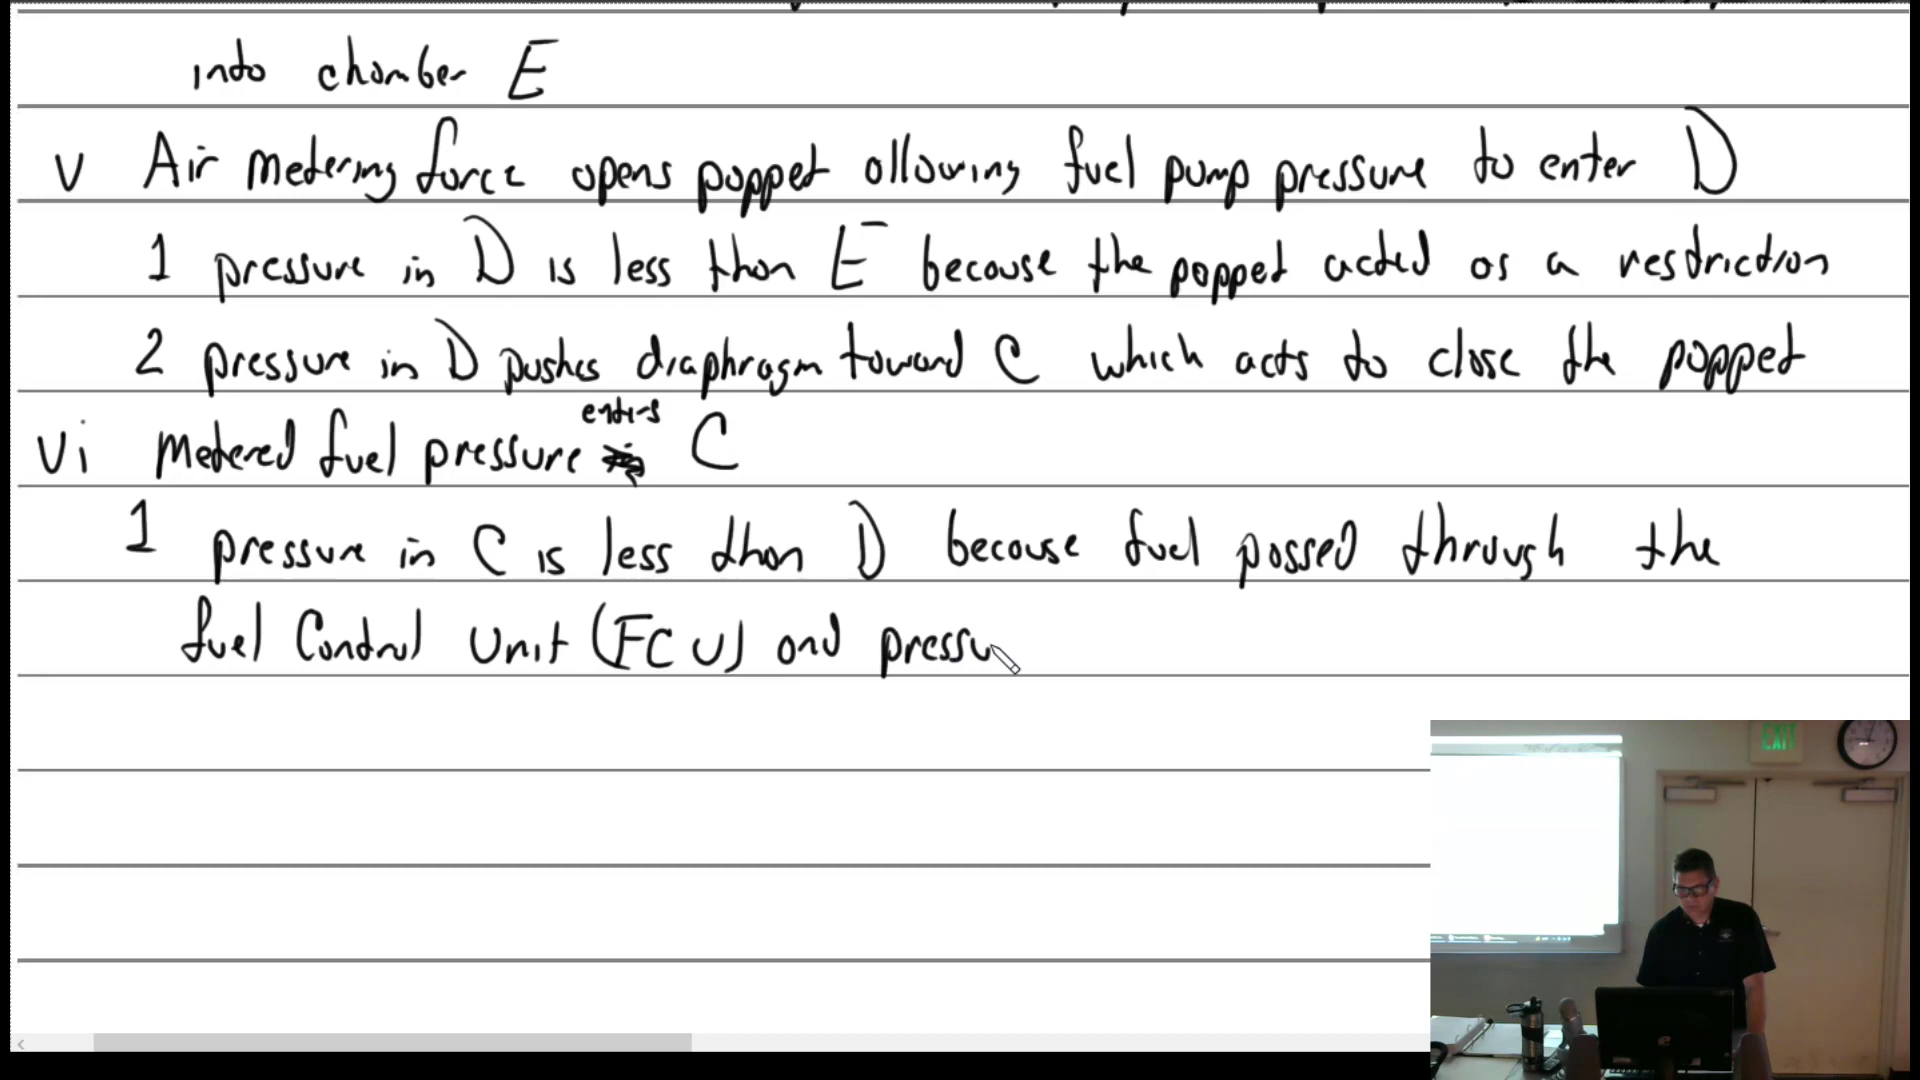 into chamber E
V Air metering force opens poppet allowing fuel pump pressure to enter D
1 pressure in D is less than E because the poppet acted as a restriction
2 pressure in D pushes diaphragm toward C which acts to close the poppet
enters
Vi Metered fuel pressure C
1 pressure in C is less than D because fuel passed through the
fuel Control Unit (FCU) and pressu
EXIT